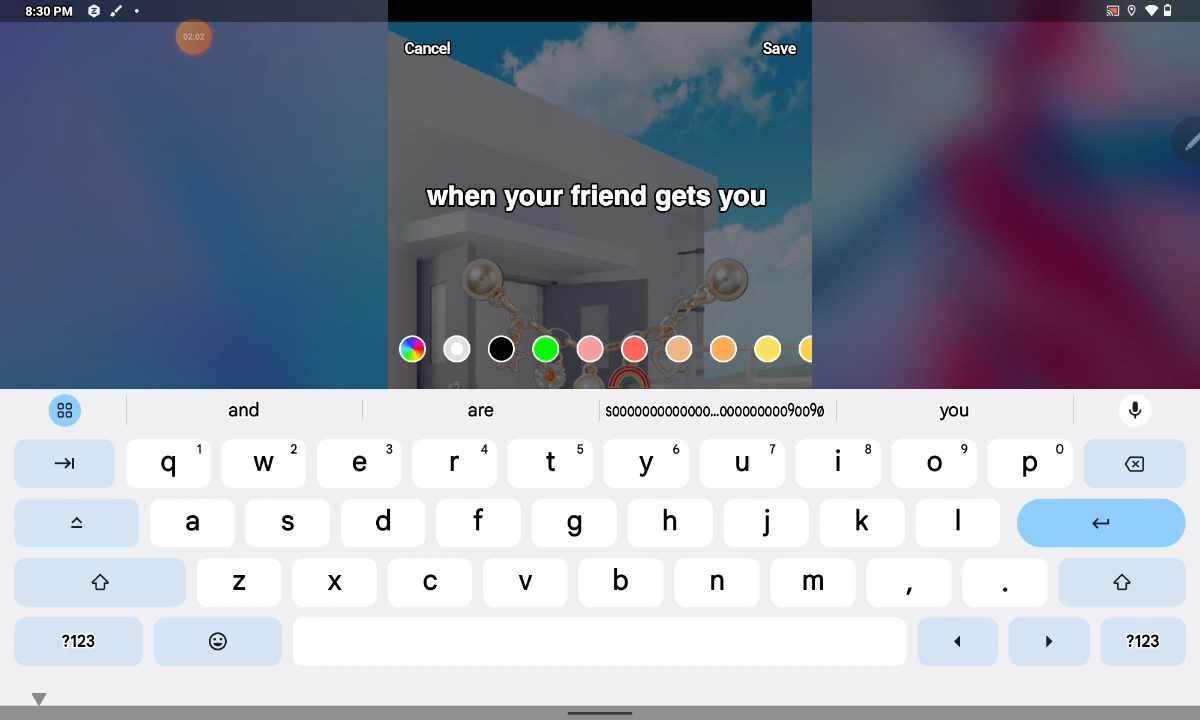 8:30 PM
02:02
Cancel
Save
when your friend gets you
and
are
you
q 1 w 2 e 3 r 4 t 5 y 6 u 7 i 8 o 9 p 0
a s d f g h j k l
z x c v b n m , .
?123
?123